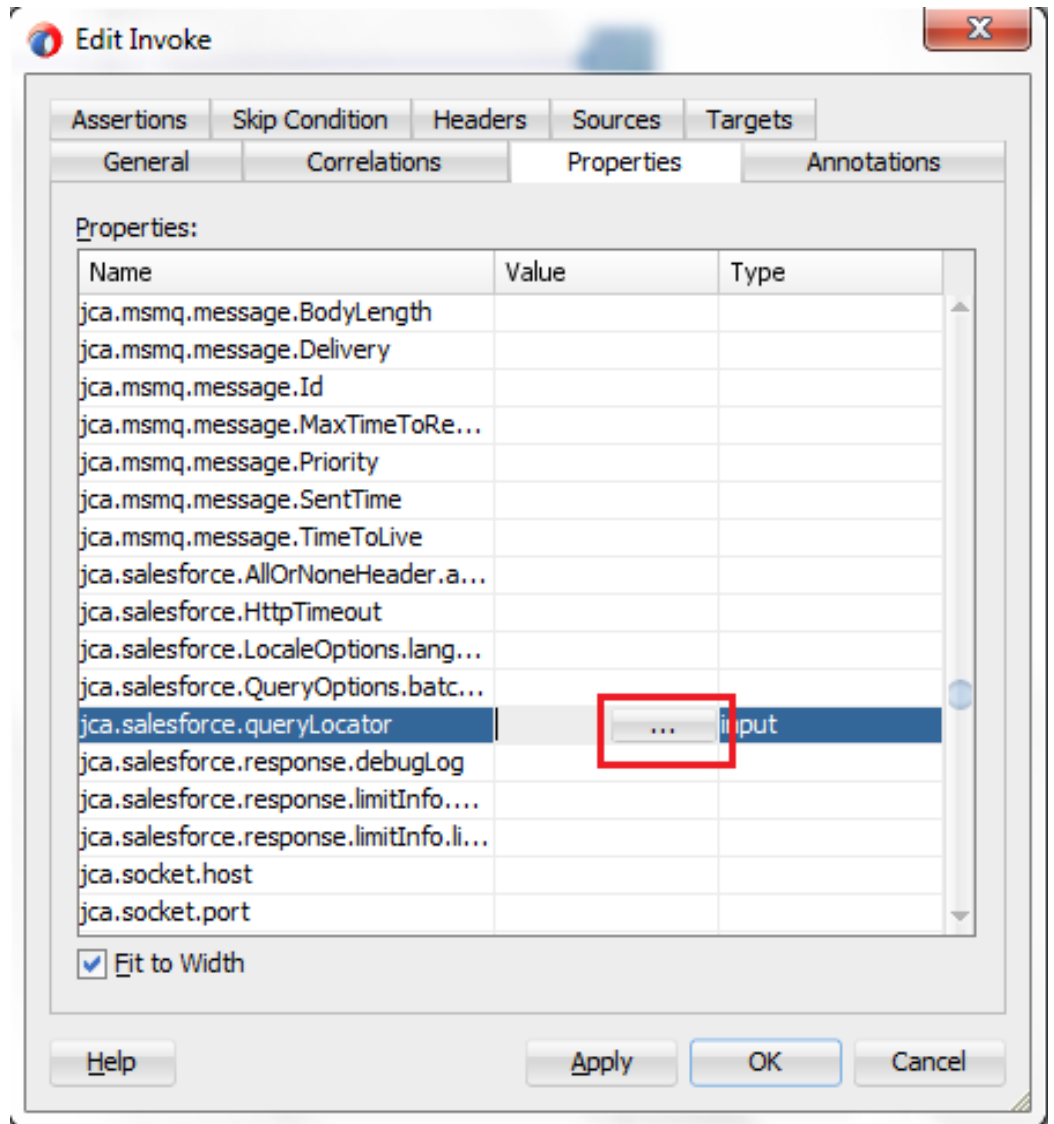 Edit Invoke
Assertions Skip Condition Headers Sources Targets
General Correlations Properties Annotations
Properties:
Name Value Type
jca.msmq.message.BodyLength
jca.msmq.message.Delivery
jca.msmq.message.Id
jca.msmq.message.MaxTimeToRe...
jca.msmq.message.Priority
jca.msmq.message.SentTime
jca.msmq.message.TimeToLive
jca.salesforce.AllOrNoneHeader.a...
jca.salesforce.HttpTimeout
jca.salesforce.LocaleOptions.lang...
jca.salesforce.QueryOptions.batc...
jca.salesforce.queryLocator ... input
jca.salesforce.response.debugLog
jca.salesforce.response.limitInfo....
jca.salesforce.response.limitInfo.li...
jca.socket.host
jca.socket.port
Fit to Width
Help Apply OK Cancel